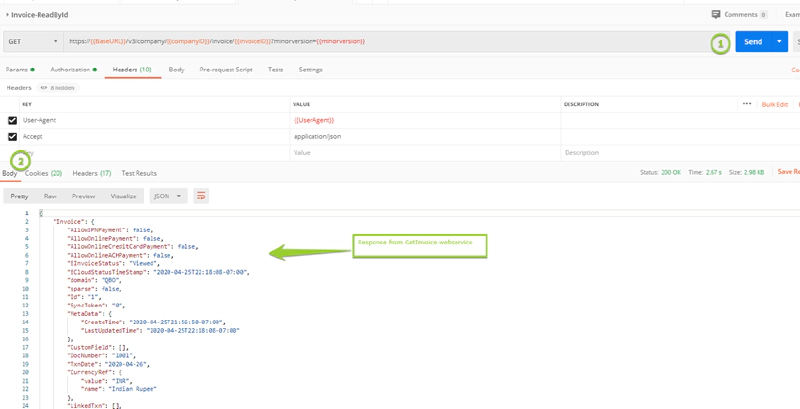 Invoice-ReadById
Comments 0
Exam
GET
https://{{BaseURL}}/v3/company/{{companyID}}/invoice/{{invoiceID}}?minorversion={{minorversion}}
1
Send
Params
Authorization
Headers (10)
Body
Pre-request Script
Tests
Settings
Co
Headers
8 hidden
KEY
VALUE
DESCRIPTION
Bulk Edit
User-Agent
{{UserAgent}}
Accept
application/json
Key
Value
Description
2
Body
Cookies (20)
Headers (17)
Test Results
Status: 200 OK
Time: 2.67 s
Size: 2.98 KB
Save Re
Pretty
Raw
Preview
Visualize
JSON
1 {
2 "Invoice": {
3 "AllowIPNPayment": false,
4 "AllowOnlinePayment": false,
5 "AllowOnlineCreditCardPayment": false,
6 "AllowOnlineACHPayment": false,
7 "EInvoiceStatus": "Viewed",
8 "ECloudStatusTimeStamp": "2020-04-25T22:18:08-07:00",
9 "domain": "QBO",
10 "sparse": false,
11 "Id": "1",
12 "SyncToken": "0",
13 "MetaData": {
14 "CreateTime":
15 "LastUpdatedTime": "2020-04-25T22:18:08-07:00"
16 },
17 "CustomField": [],
18 "DocNumber": "1001",
19 "TxnDate": "2020-04-26",
20 "CurrencyRef": {
21 "value": "INR",
22 "name": "Indian Rupee"
23 },
24 "LinkedTxn": [],
Response from GetInvoice webservice